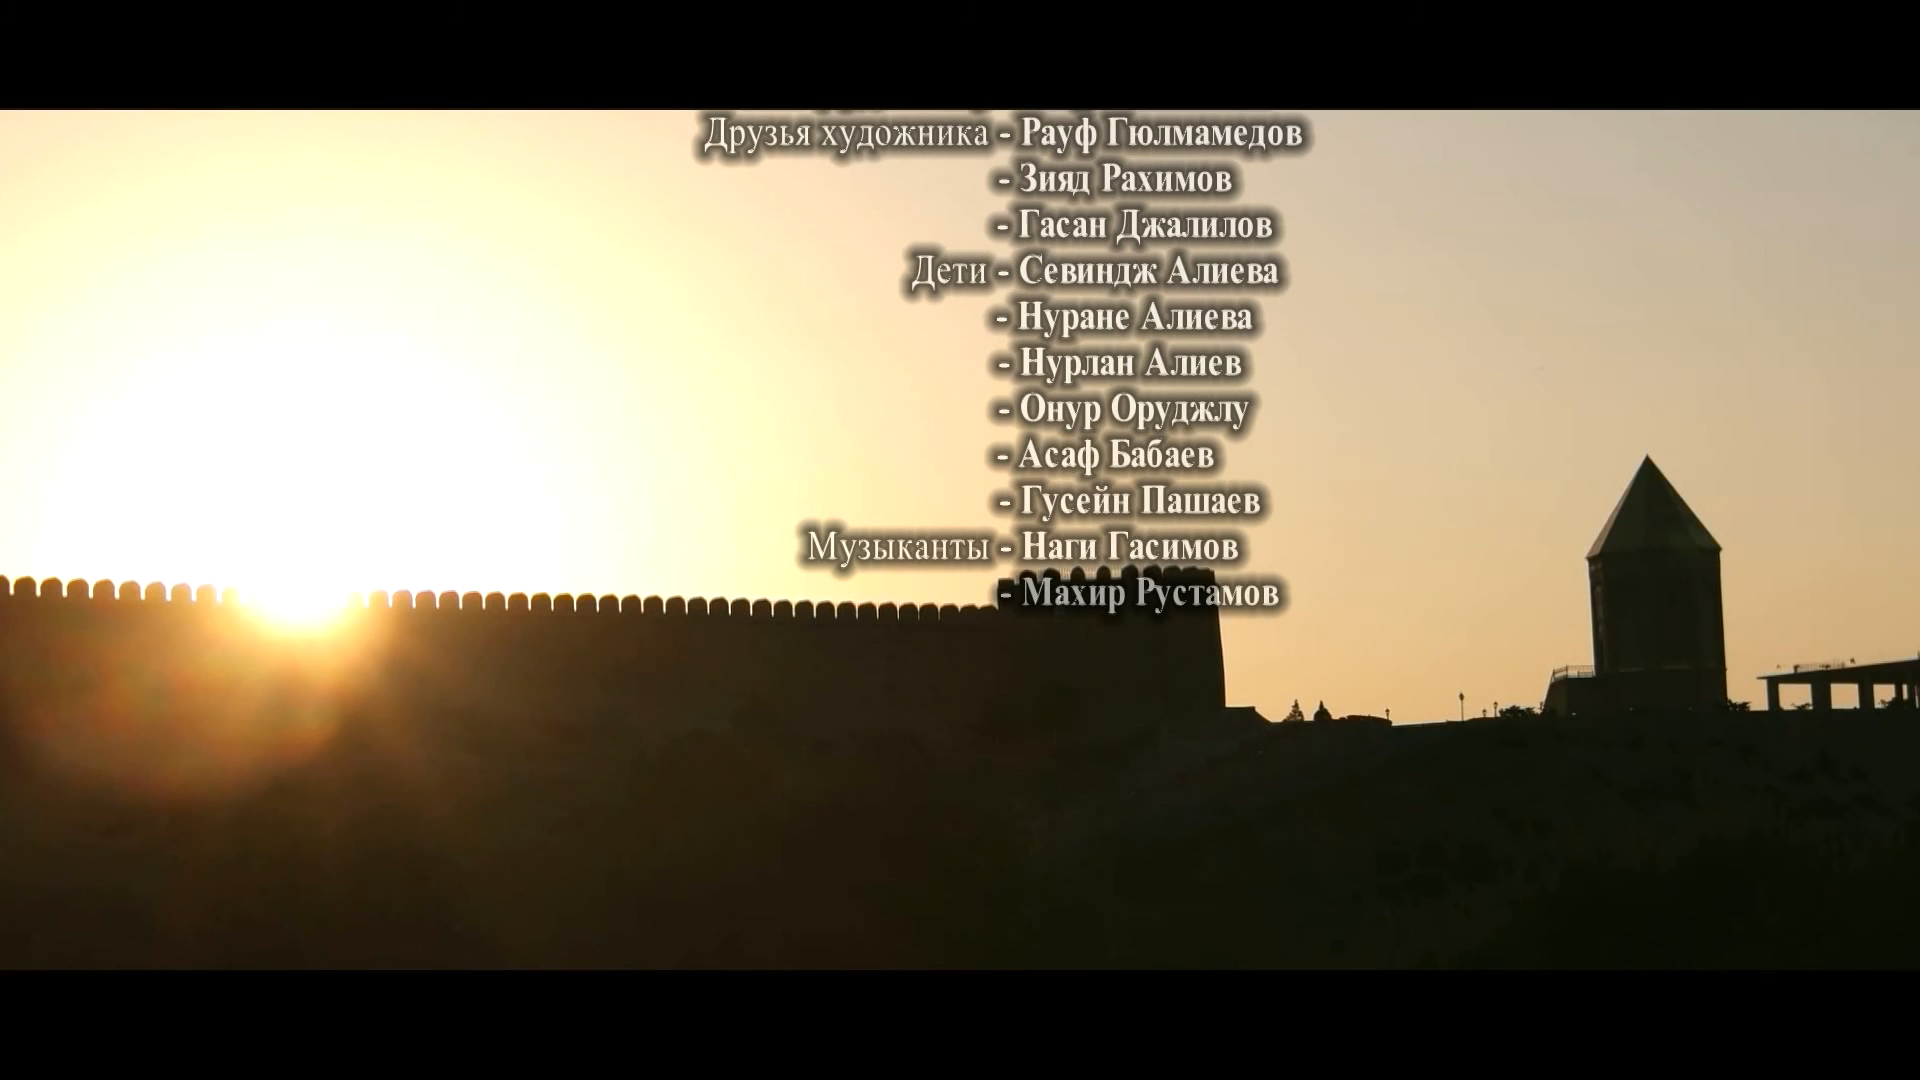 Друзья художника - Рауф Гюлмамедов
- Зияд Рахимов
- Гасан Джалилов
Дети - Севиндж Алиева
- Нуране Алиева
- Нурлан Алиев
- Онур Оруджлу
- Асаф Бабаев
- Гусейн Пашаев
Музыканты - Наги Гасимов
- Махир Рустамов